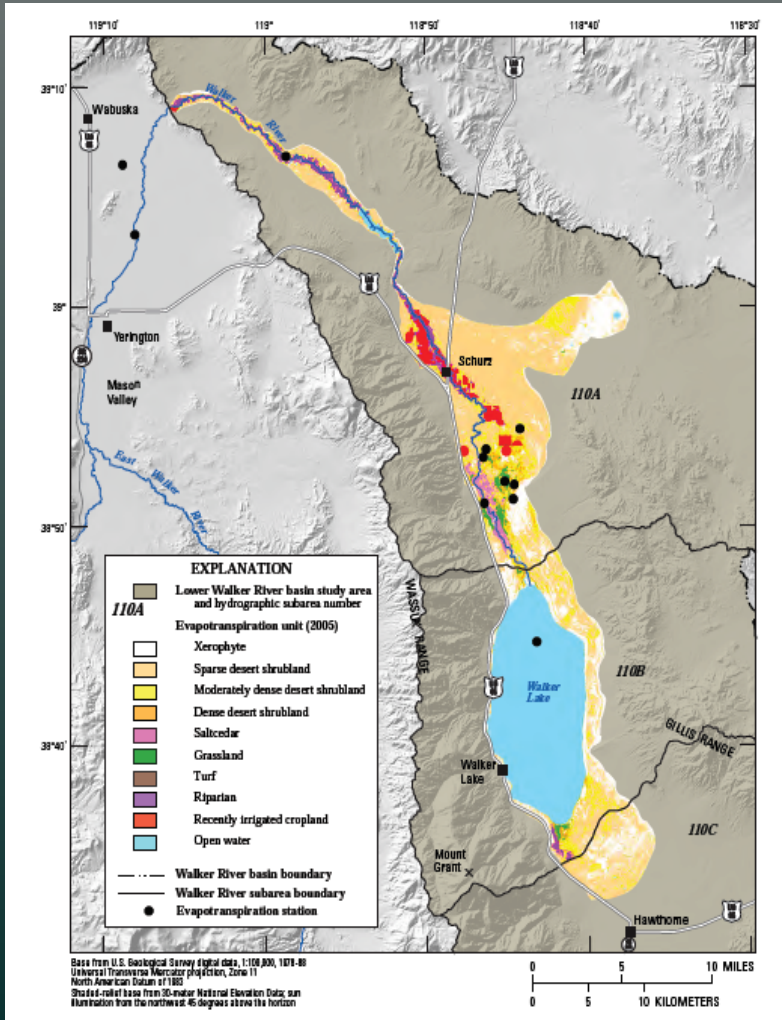 119°10'
119°
118°50'
118°40'
118°30'
39°10'
Wabuska
Walker
River
39°
Yerington
Schurz
Mason
Valley
110A
East Walker River
38°50'
WASSUK RANGE
EXPLANATION
110A
Lower Walker River basin study area
and hydrographic subarea number
Evapotranspiration unit (2005)
Xerophyte
Sparse desert shrubland
Moderately dense desert shrubland
Dense desert shrubland
Saltcedar
Grassland
Turf
Riparian
Recently irrigated cropland
Open water
Walker River basin boundary
Walker River subarea boundary
Evapotranspiration station
110B
Walker
Lake
GILLIS RANGE
38°40'
Walker
Lake
110C
Mount
Grant
Hawthorne
Base from U.S. Geological Survey digital data, 1:100,000, 1978-88
Universal Transverse Mercator projection, Zone 11
North American Datum of 1983
Shaded-relief base from 30-meter National Elevation Data; sun
illumination from the northwest 45 degrees above the horizon
0 5 10 MILES
0 5 10 KILOMETERS